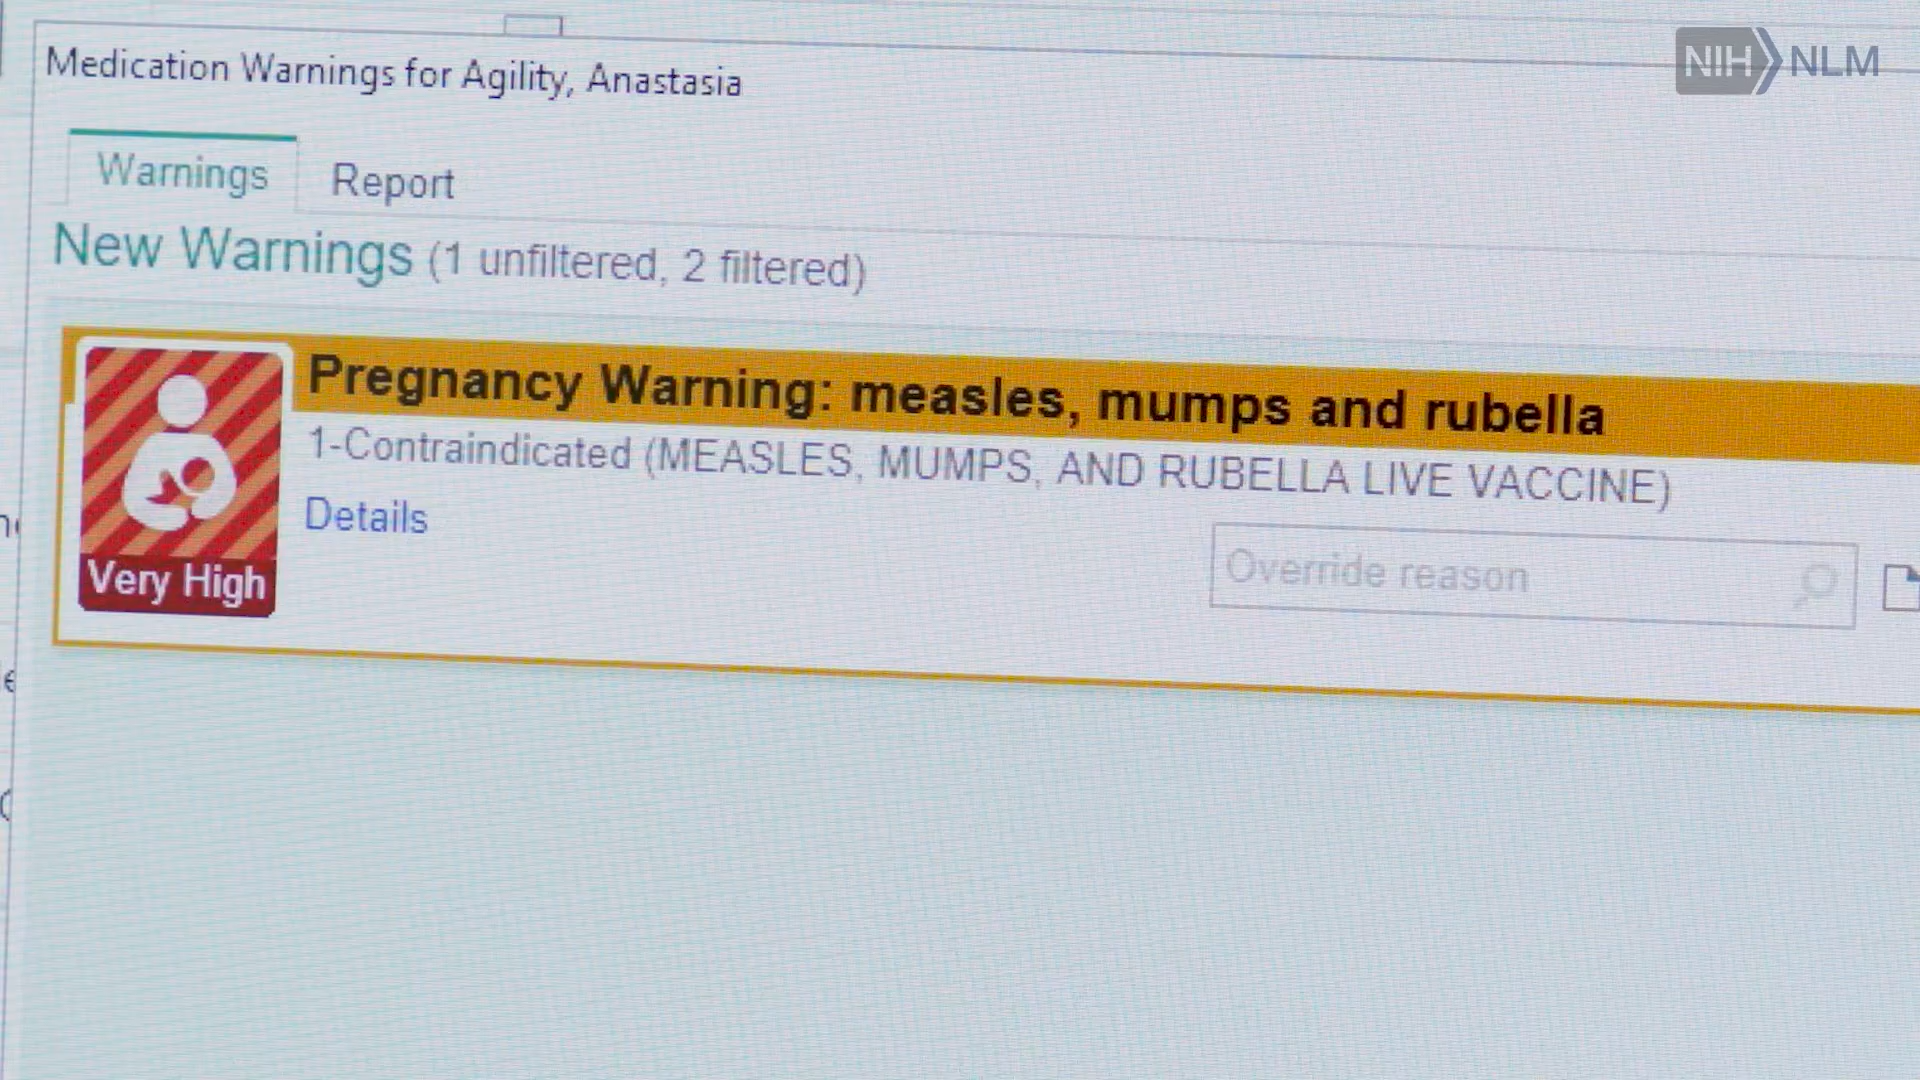 NIH NLM
Medication Warnings for Agility, Anastasia
Warnings Report
New Warnings (1 unfiltered, 2 filtered)
Pregnancy Warning: measles, mumps and rubella
1-Contraindicated (MEASLES, MUMPS, AND RUBELLA LIVE VACCINE)
Details
Override reason
Very High